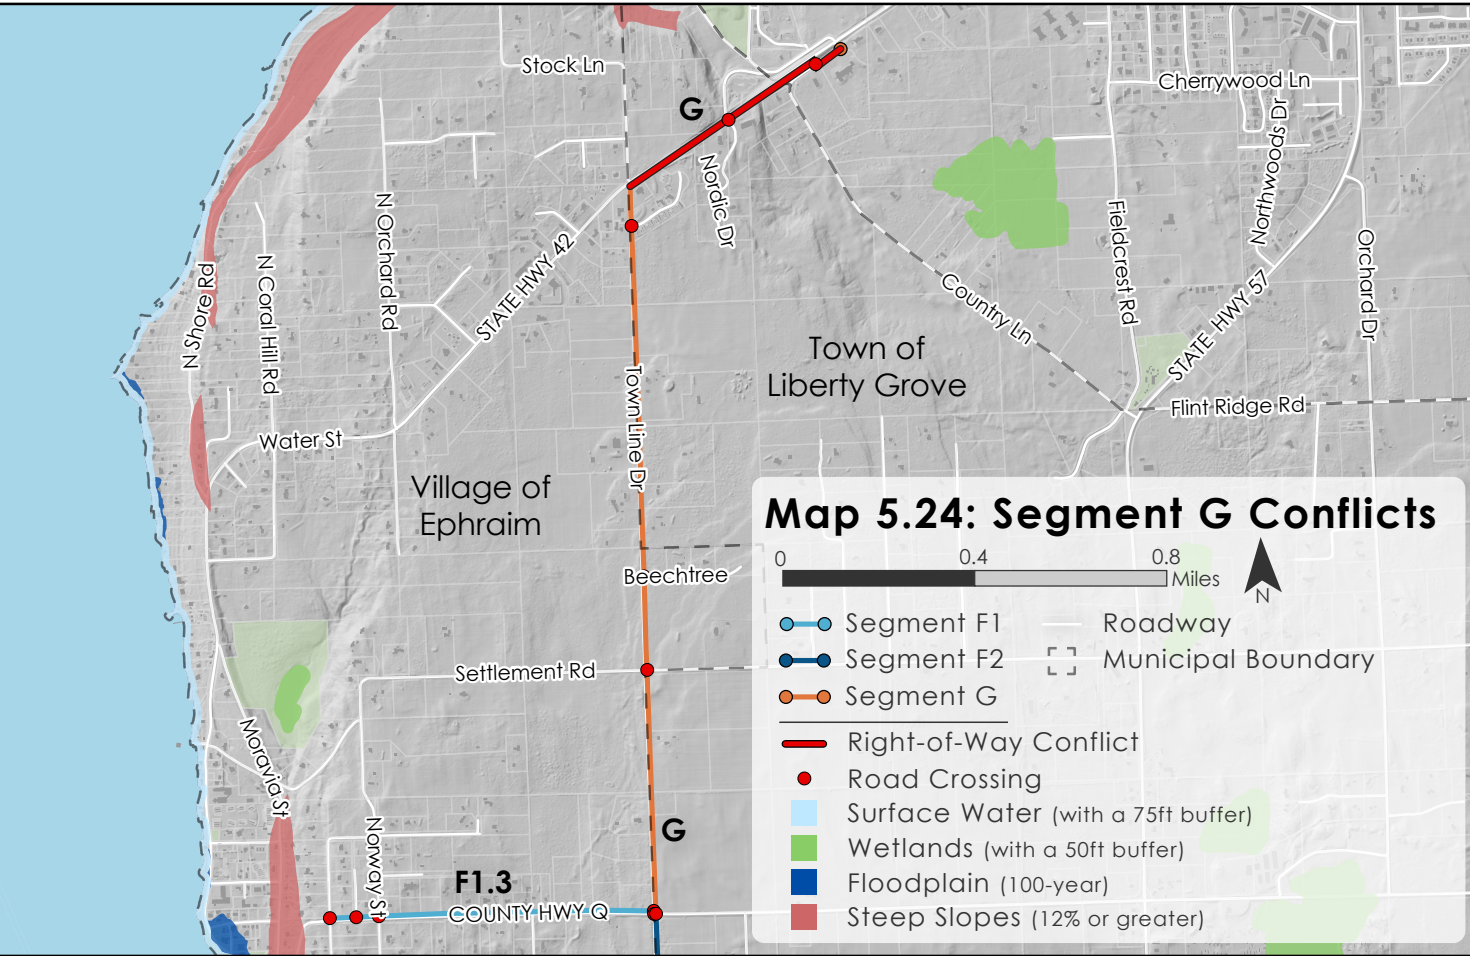 Stock Ln
Cherrywood Ln
G
Northwoods Dr
Nordic Dr
N Orchard Rd
Fieldcrest Rd
Orchard Dr
N Shore Rd
N Coral Hill Rd
STATE HWY 42
Country Ln
STATE HWY 57
Town of
Liberty Grove
Town Line Dr
Flint Ridge Rd
Water St
Village of
Ephraim
Map 5.24: Segment G Conflicts
0 0.4 0.8
Miles
N
Beechtree
Segment F1
Roadway
Segment F2
Municipal Boundary
Segment G
Settlement Rd
Right-of-Way Conflict
Road Crossing
Surface Water (with a 75ft buffer)
Wetlands (with a 50ft buffer)
Floodplain (100-year)
Steep Slopes (12% or greater)
Moravia St
G
Norway St
F1.3
COUNTY HWY Q